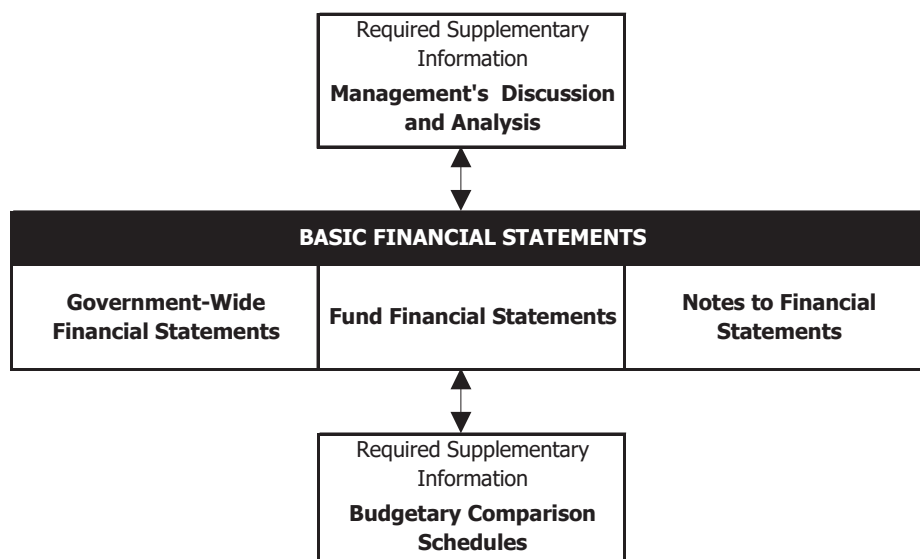 Required Supplementary
Information
Management's Discussion
and Analysis
BASIC FINANCIAL STATEMENTS
Government-Wide
Financial Statements
Fund Financial Statements
Notes to Financial
Statements
Required Supplementary
Information
Budgetary Comparison
Schedules